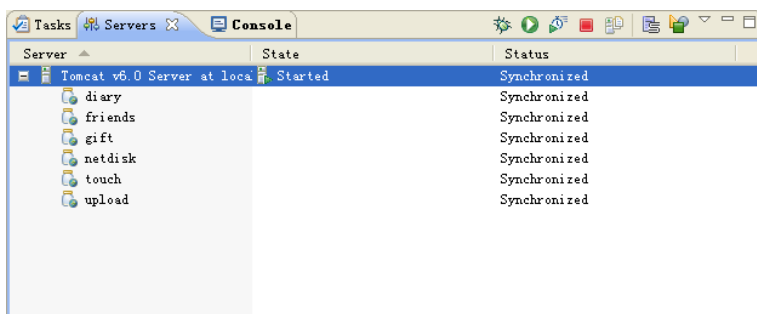 Tasks Servers Console
Server State Status
Tomcat v6.0 Server at loca Started Synchronized
diary Synchronized
friends Synchronized
gift Synchronized
netdisk Synchronized
touch Synchronized
upload Synchronized